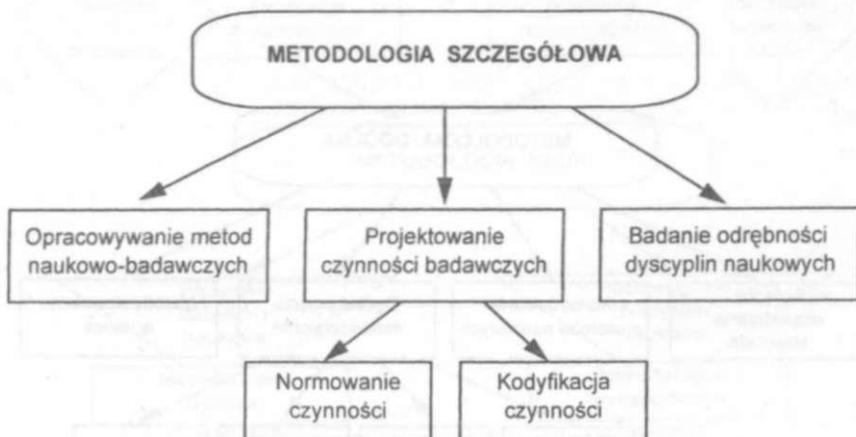 METODOLOGIA SZCZEGÓŁOWA
Opracowywanie metod
naukowo-badawczych
Projektowanie
czynności badawczych
Badanie odrębności
dyscyplin naukowych
Normowanie
czynności
Kodyfikacja
czynności